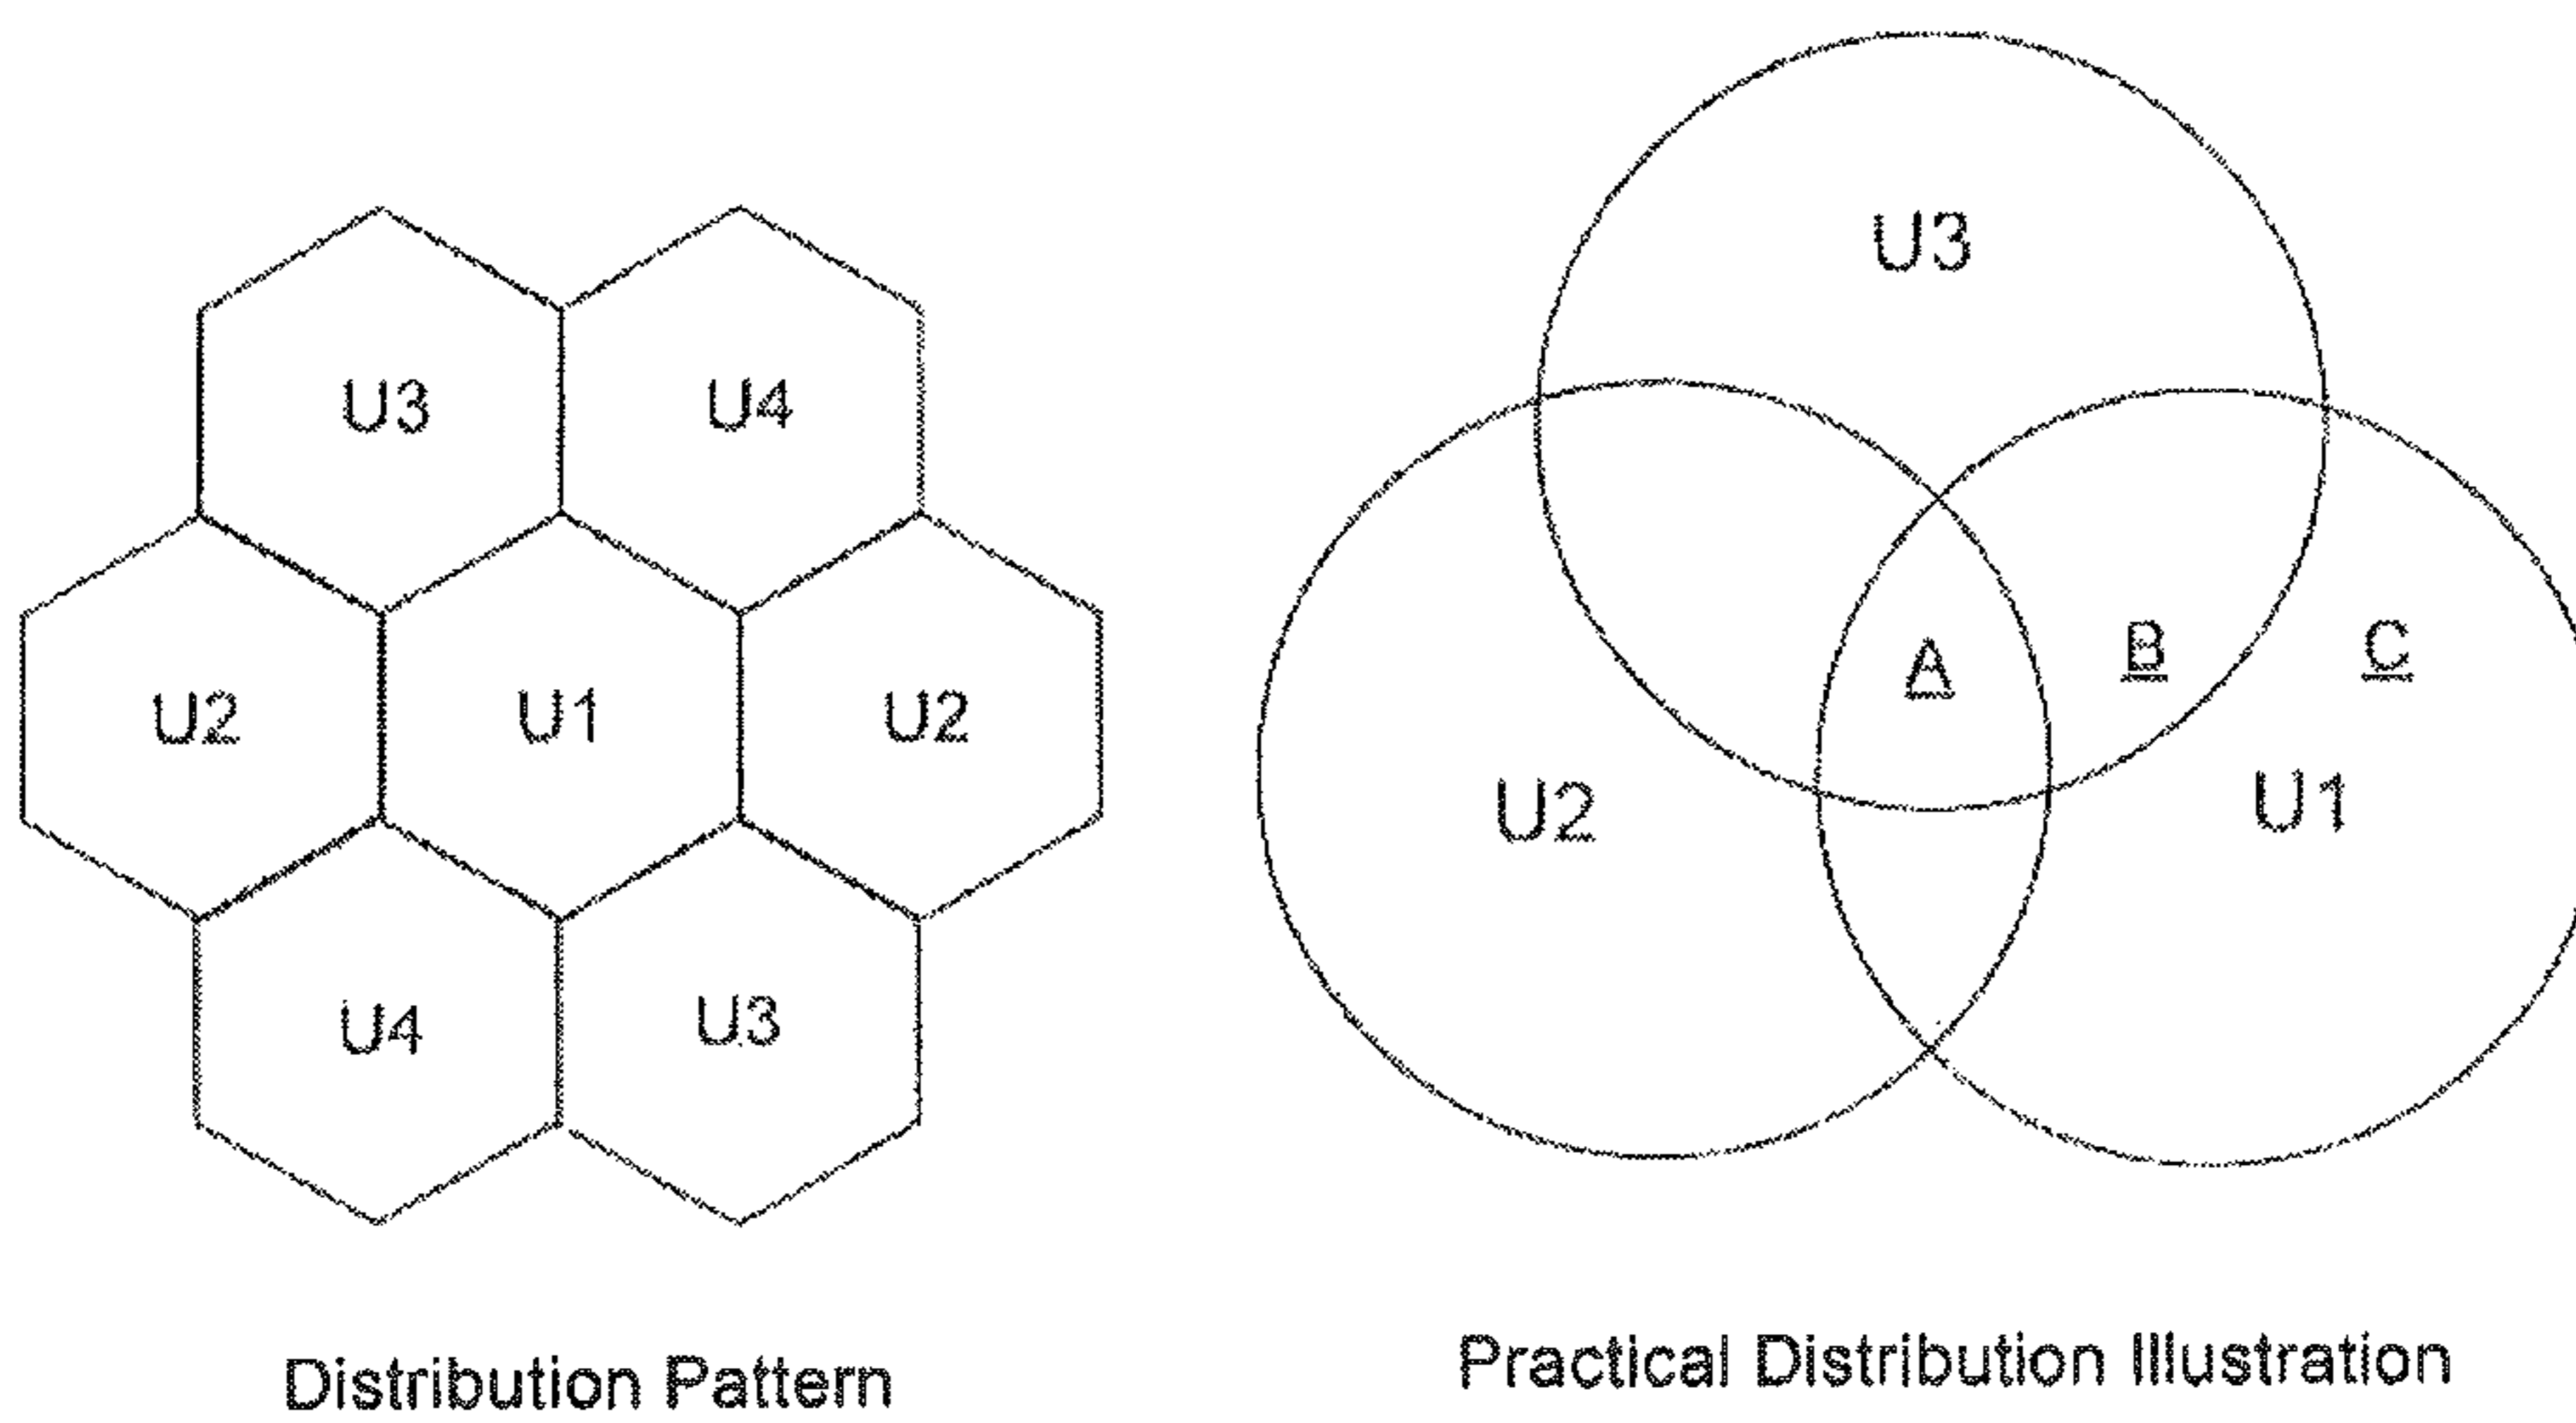 U3 U4
U2 U1 U2
U4 U3
Distribution Pattern
U3
A B C
U2 U1
Practical Distribution Illustration